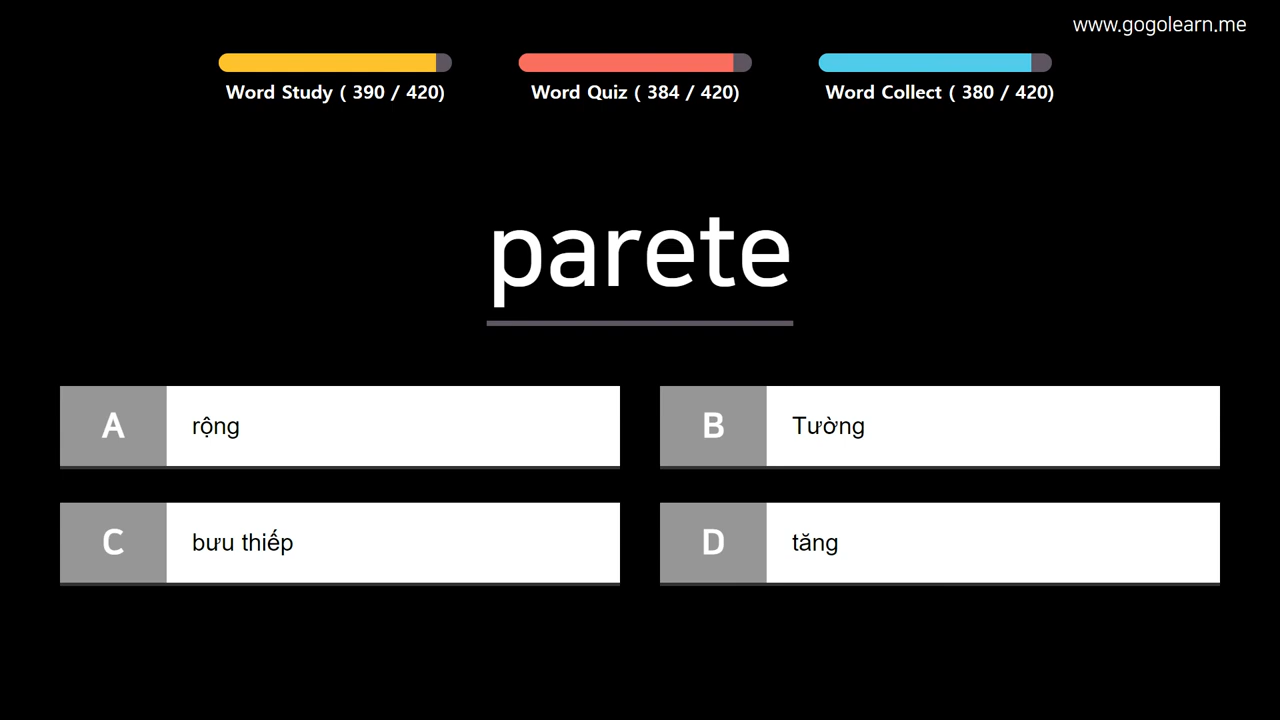 www.gogolearn.me
Word Study ( 390 / 420)
Word Quiz ( 384 / 420)
Word Collect ( 380 / 420)
parete
A rộng
B Tường
C bưu thiếp
D tăng